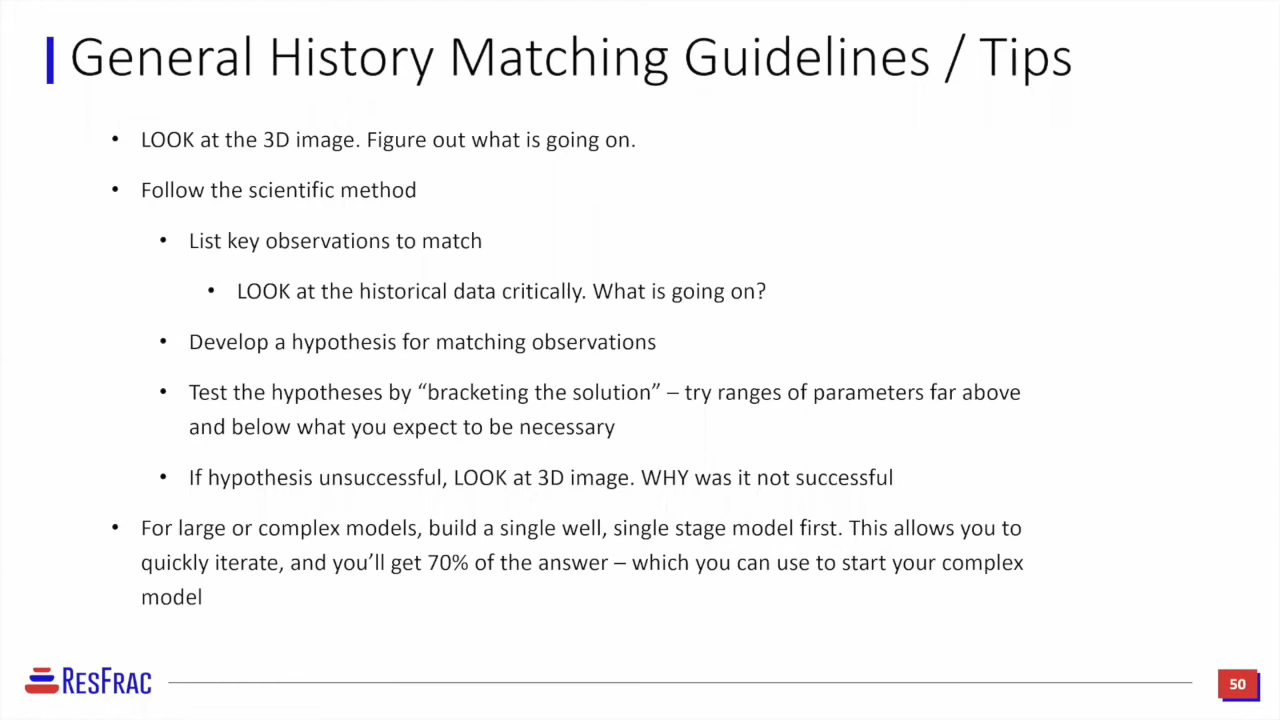 General History Matching Guidelines / Tips
• LOOK at the 3D image. Figure out what is going on.
• Follow the scientific method
• List key observations to match
• LOOK at the historical data critically. What is going on?
• Develop a hypothesis for matching observations
• Test the hypotheses by “bracketing the solution” – try ranges of parameters far above
and below what you expect to be necessary
• If hypothesis unsuccessful, LOOK at 3D image. WHY was it not successful
• For large or complex models, build a single well, single stage model first. This allows you to
quickly iterate, and you’ll get 70% of the answer – which you can use to start your complex
model
RESFRAC
50